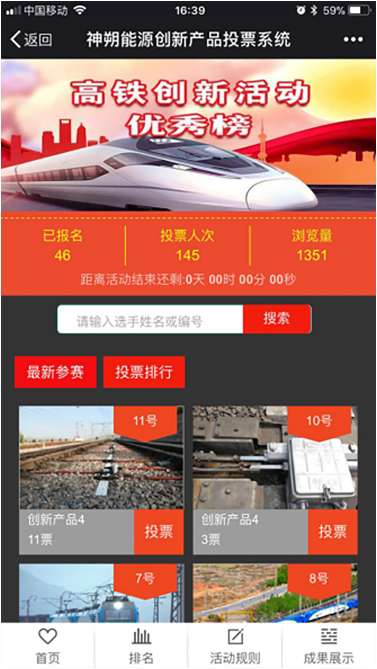 中国移动 16:39 59%
返回 神朔能源创新产品投票系统
高铁创新活动
优秀榜
已报名 投票人次 浏览量
46 145 1351
距离活动结束还剩:0天 00时 00分 00秒
请输入选手姓名或编号 搜索
最新参赛 投票排行
11号 10号
创新产品4 创新产品4
11票 投票 3票 投票
7号 8号
首页 排名 活动规则 成果展示